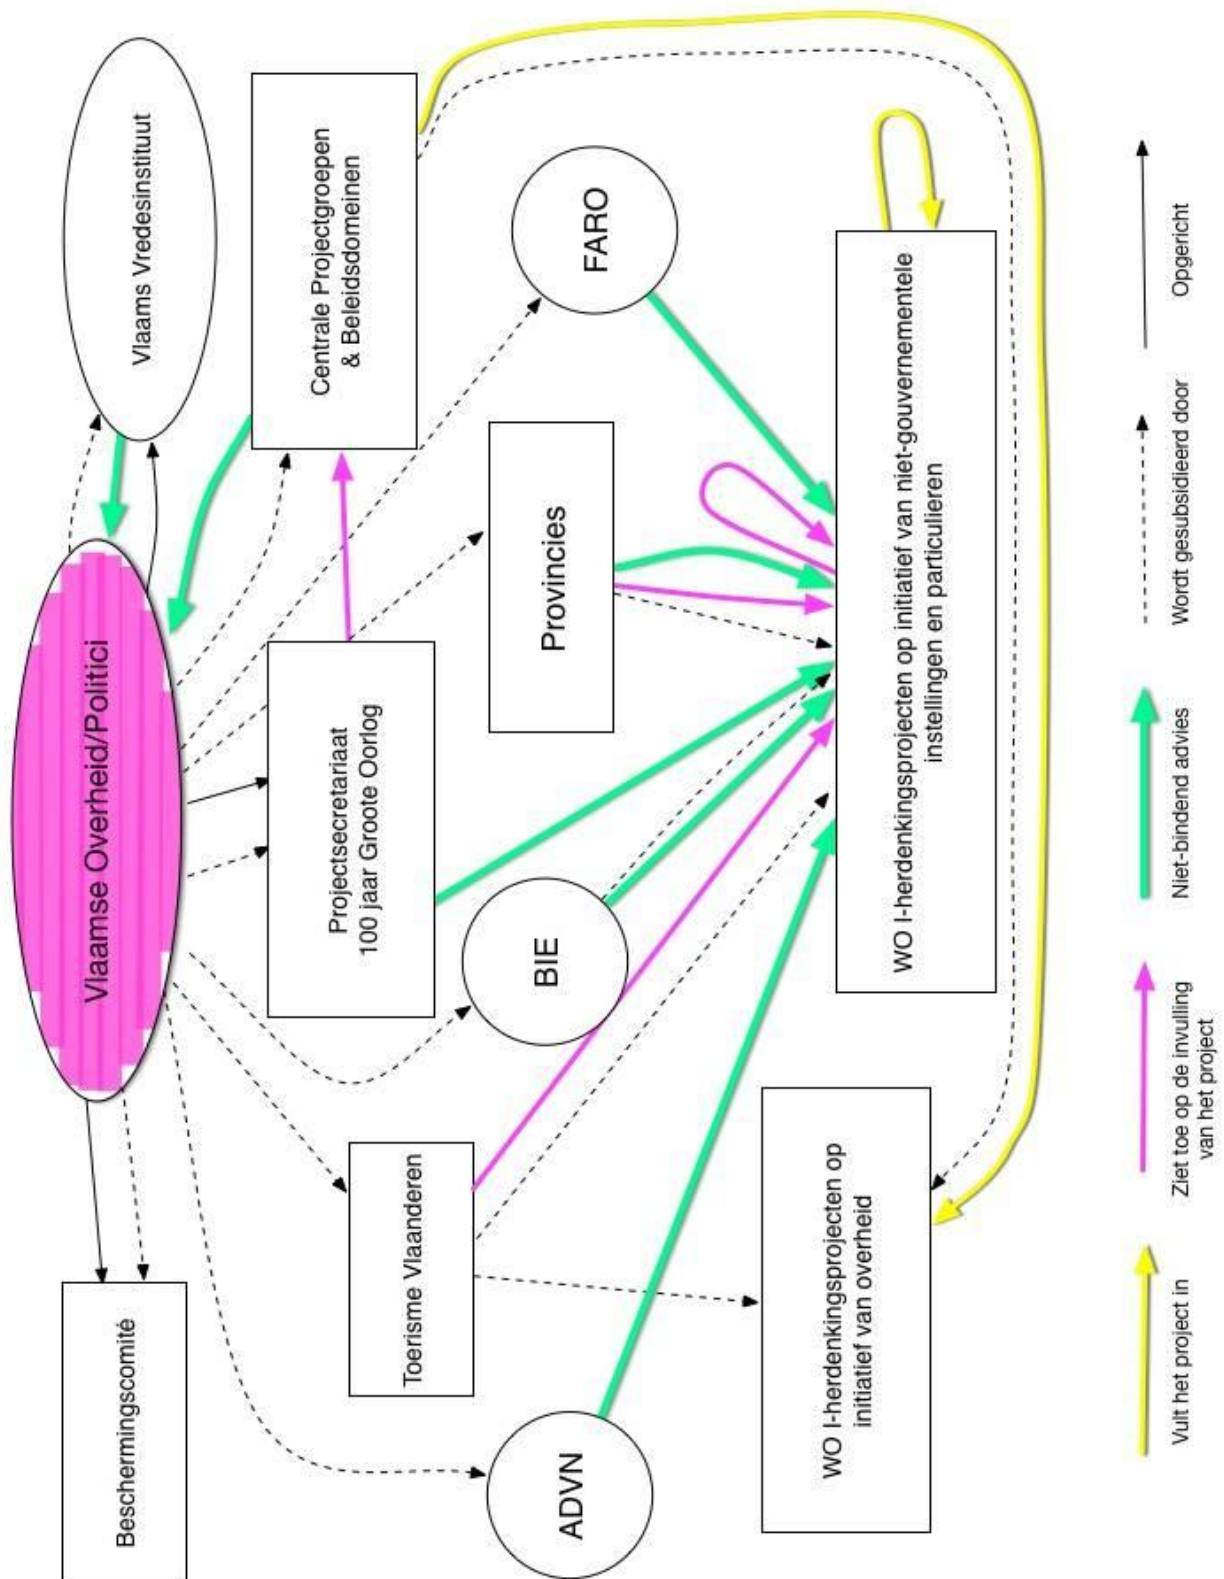 Beschermingscomité
Vlaamse Overheid/Politici
Vlaams Vredesinstituut
Toerisme Vlaanderen
Projectsecretariaat
100 jaar Groote Oorlog
Centrale Projectgroepen
& Beleidsdomeinen
ADVN
BIE
Provincies
FARO
WO I-herdenkingsprojecten op
initiatief van overheid
WO I-herdenkingsprojecten op initiatief van niet-gouvernementele
instellingen en particulieren
Vult het project in
Ziet toe op de invulling
van het project
Niet-bindend advies
Wordt gesubsidieerd door
Opgericht